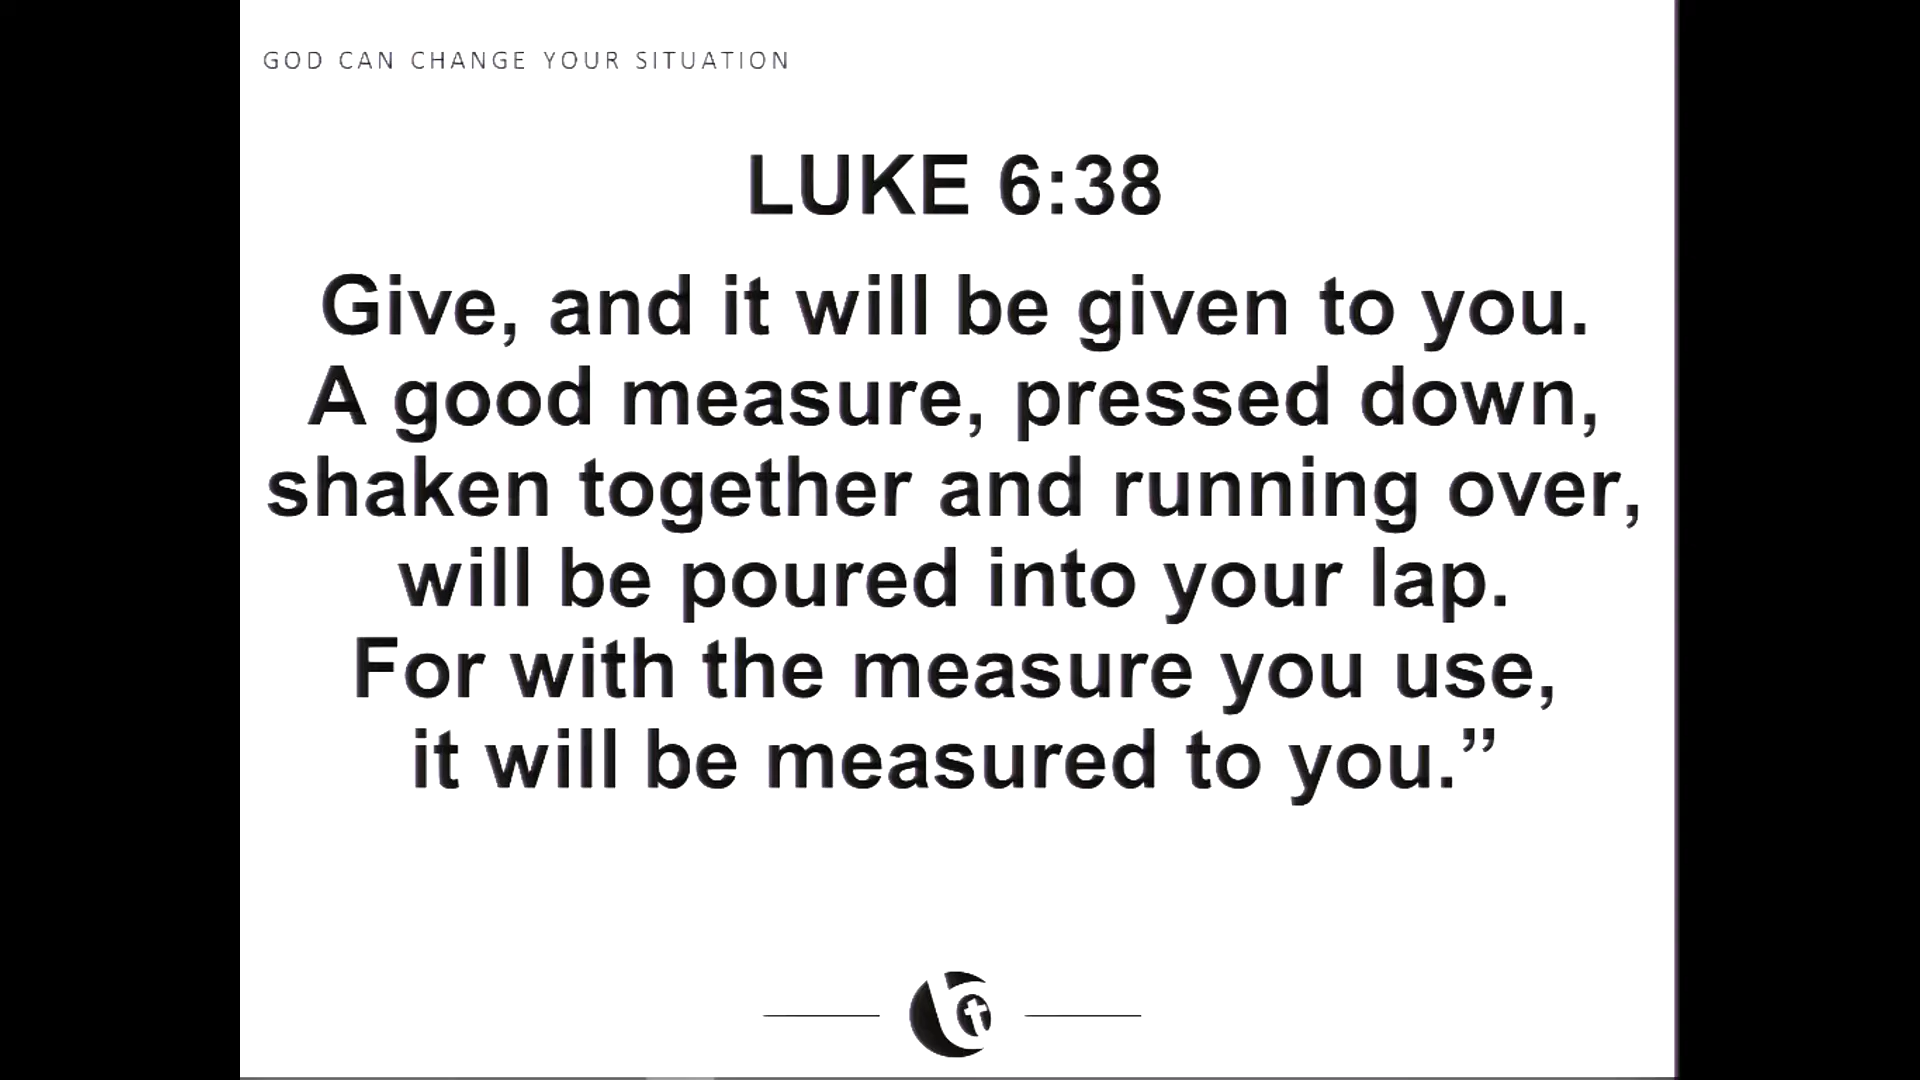 GOD CAN CHANGE YOUR SITUATION
LUKE 6:38
Give, and it will be given to you.
A good measure, pressed down,
shaken together and running over,
will be poured into your lap.
For with the measure you use,
it will be measured to you.”